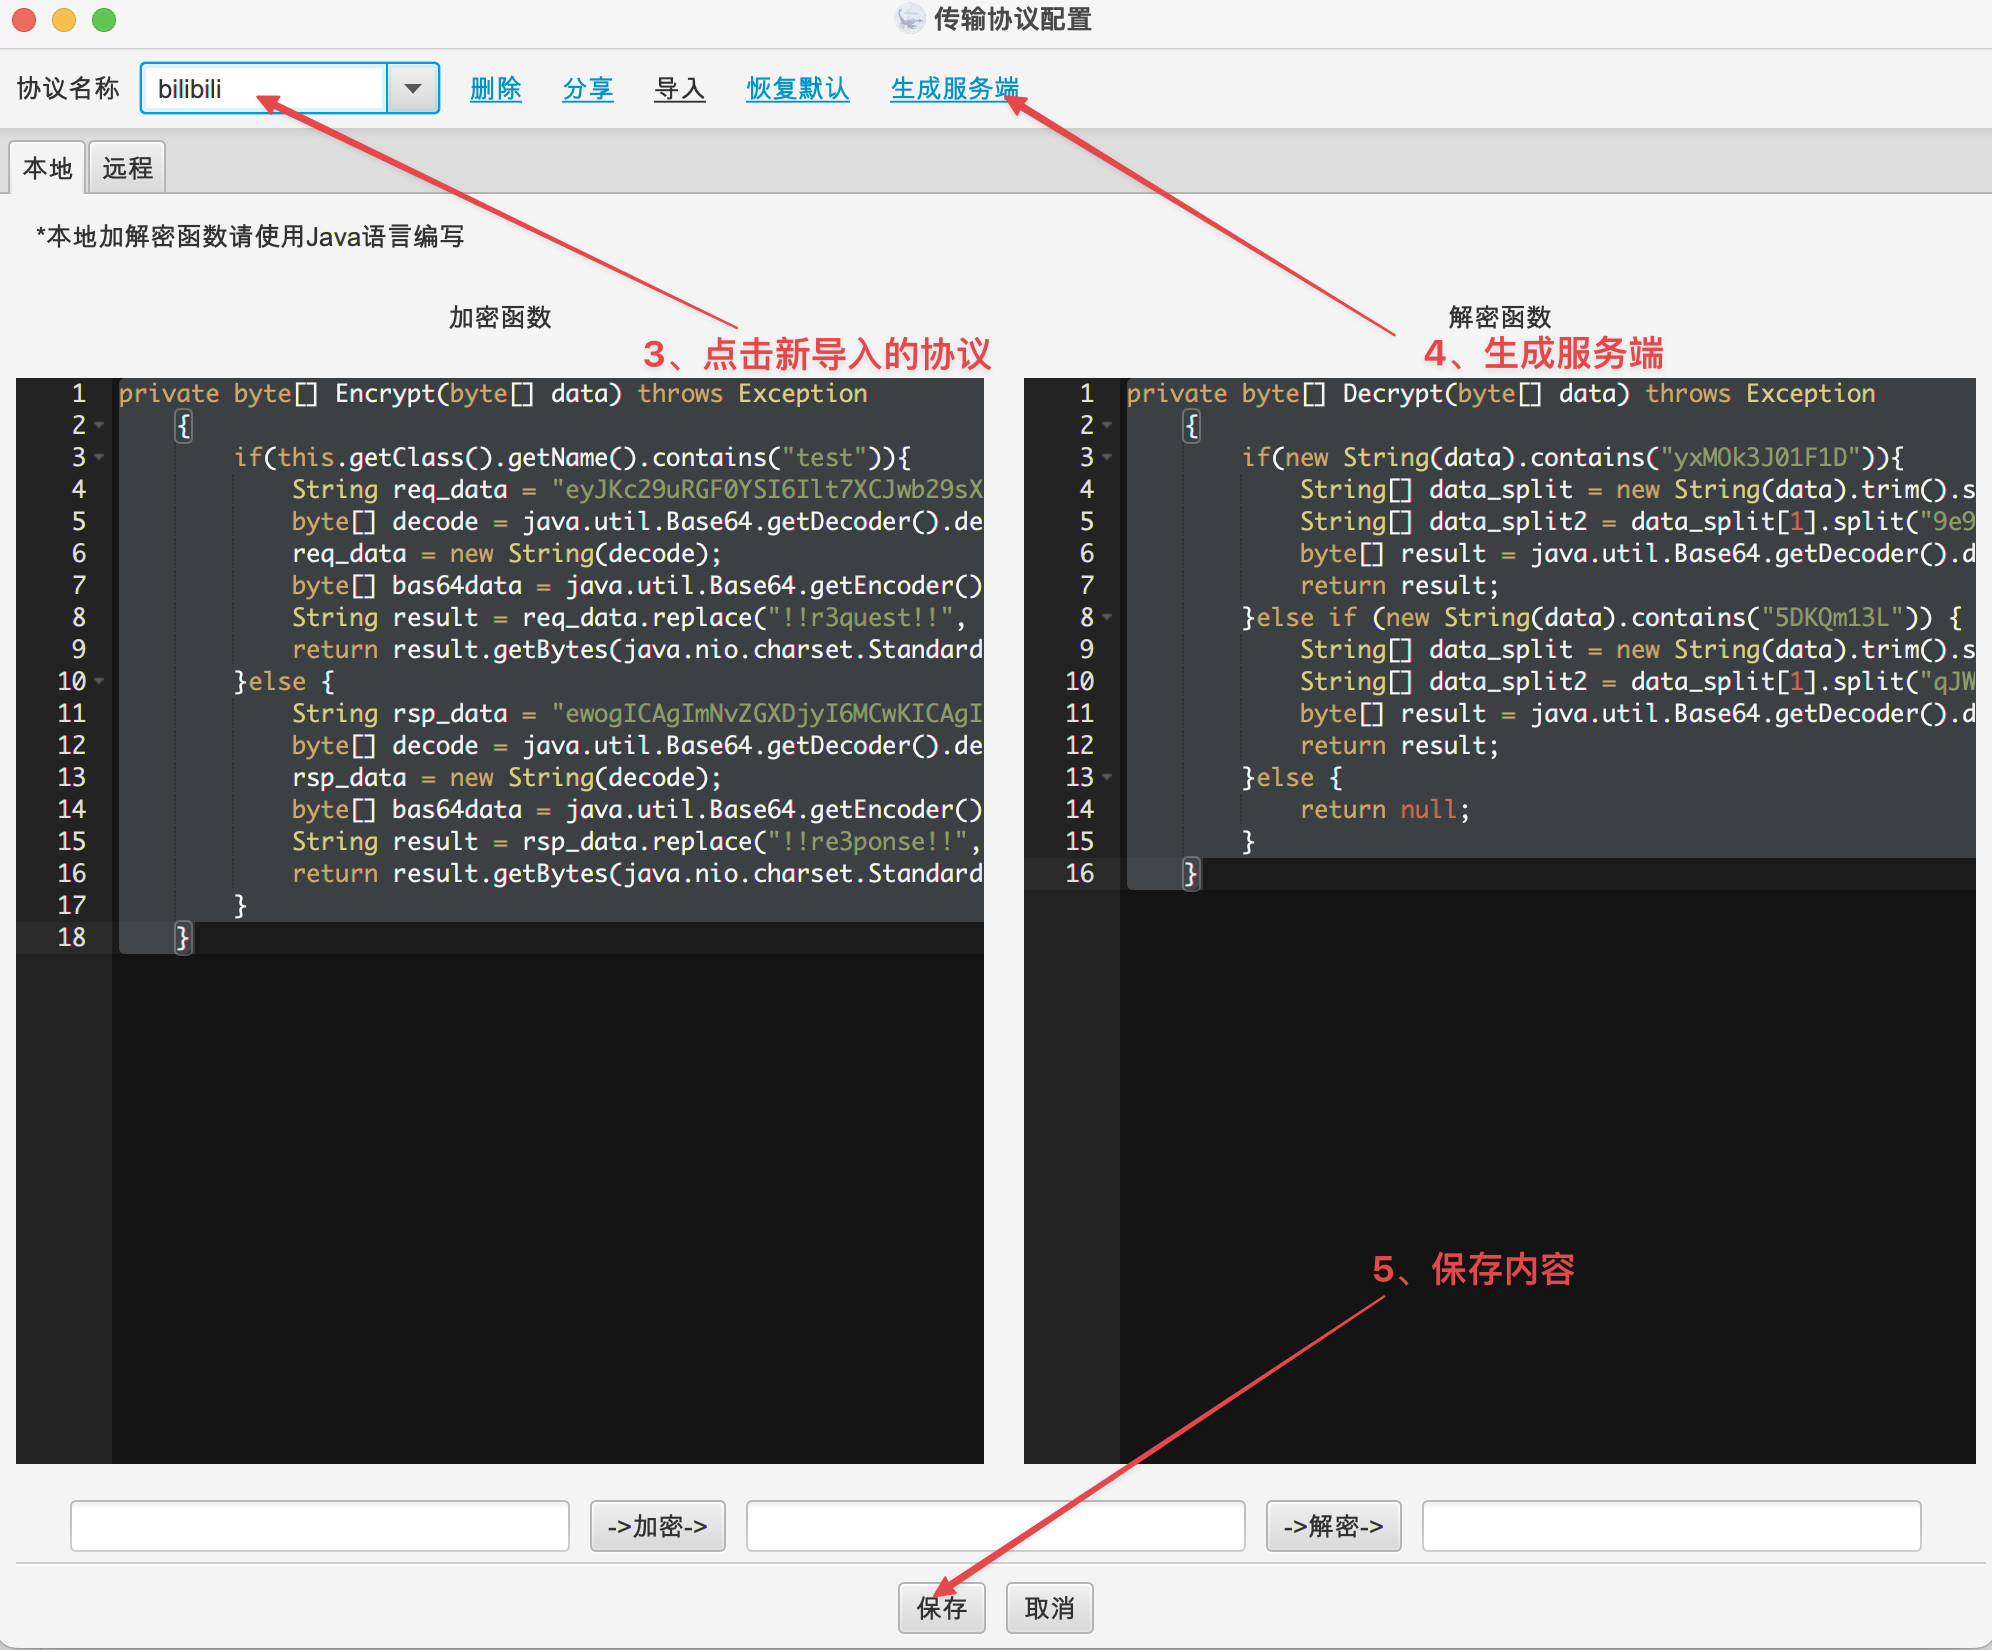 传输协议配置
协议名称 bilibili 删除 分享 导入 恢复默认 生成服务端
本地 远程
*本地加解密函数请使用Java语言编写
加密函数
3、点击新导入的协议
1 private byte[] Encrypt(byte[] data) throws Exception
2 {
3 if(this.getClass().getName().contains("test")){
4 String req_data = "eyJKc29uRGF0YSI6Ilt7XCJwb29sX
5 byte[] decode = java.util.Base64.getDecoder().de
6 req_data = new String(decode);
7 byte[] bas64data = java.util.Base64.getEncoder()
8 String result = req_data.replace("!!r3quest!!",
9 return result.getBytes(java.nio.charset.Standard
10 }else {
11 String rsp_data = "ewogICAgImNvZGXDjyI6MCwKICAgI
12 byte[] decode = java.util.Base64.getDecoder().de
13 rsp_data = new String(decode);
14 byte[] bas64data = java.util.Base64.getEncoder()
15 String result = rsp_data.replace("!!re3ponse!!",
16 return result.getBytes(java.nio.charset.Standard
17 }
18 }
解密函数
4、生成服务端
1 private byte[] Decrypt(byte[] data) throws Exception
2 {
3 if(new String(data).contains("yxMOk3J01F1D")){
4 String[] data_split = new String(data).trim().s
5 String[] data_split2 = data_split[1].split("9e9
6 byte[] result = java.util.Base64.getDecoder().d
7 return result;
8 }else if (new String(data).contains("5DKQm13L")) {
9 String[] data_split = new String(data).trim().s
10 String[] data_split2 = data_split[1].split("qJW
11 byte[] result = java.util.Base64.getDecoder().d
12 return result;
13 }else {
14 return null;
15 }
16 }
5、保存内容
->加密-> ->解密->
保存 取消